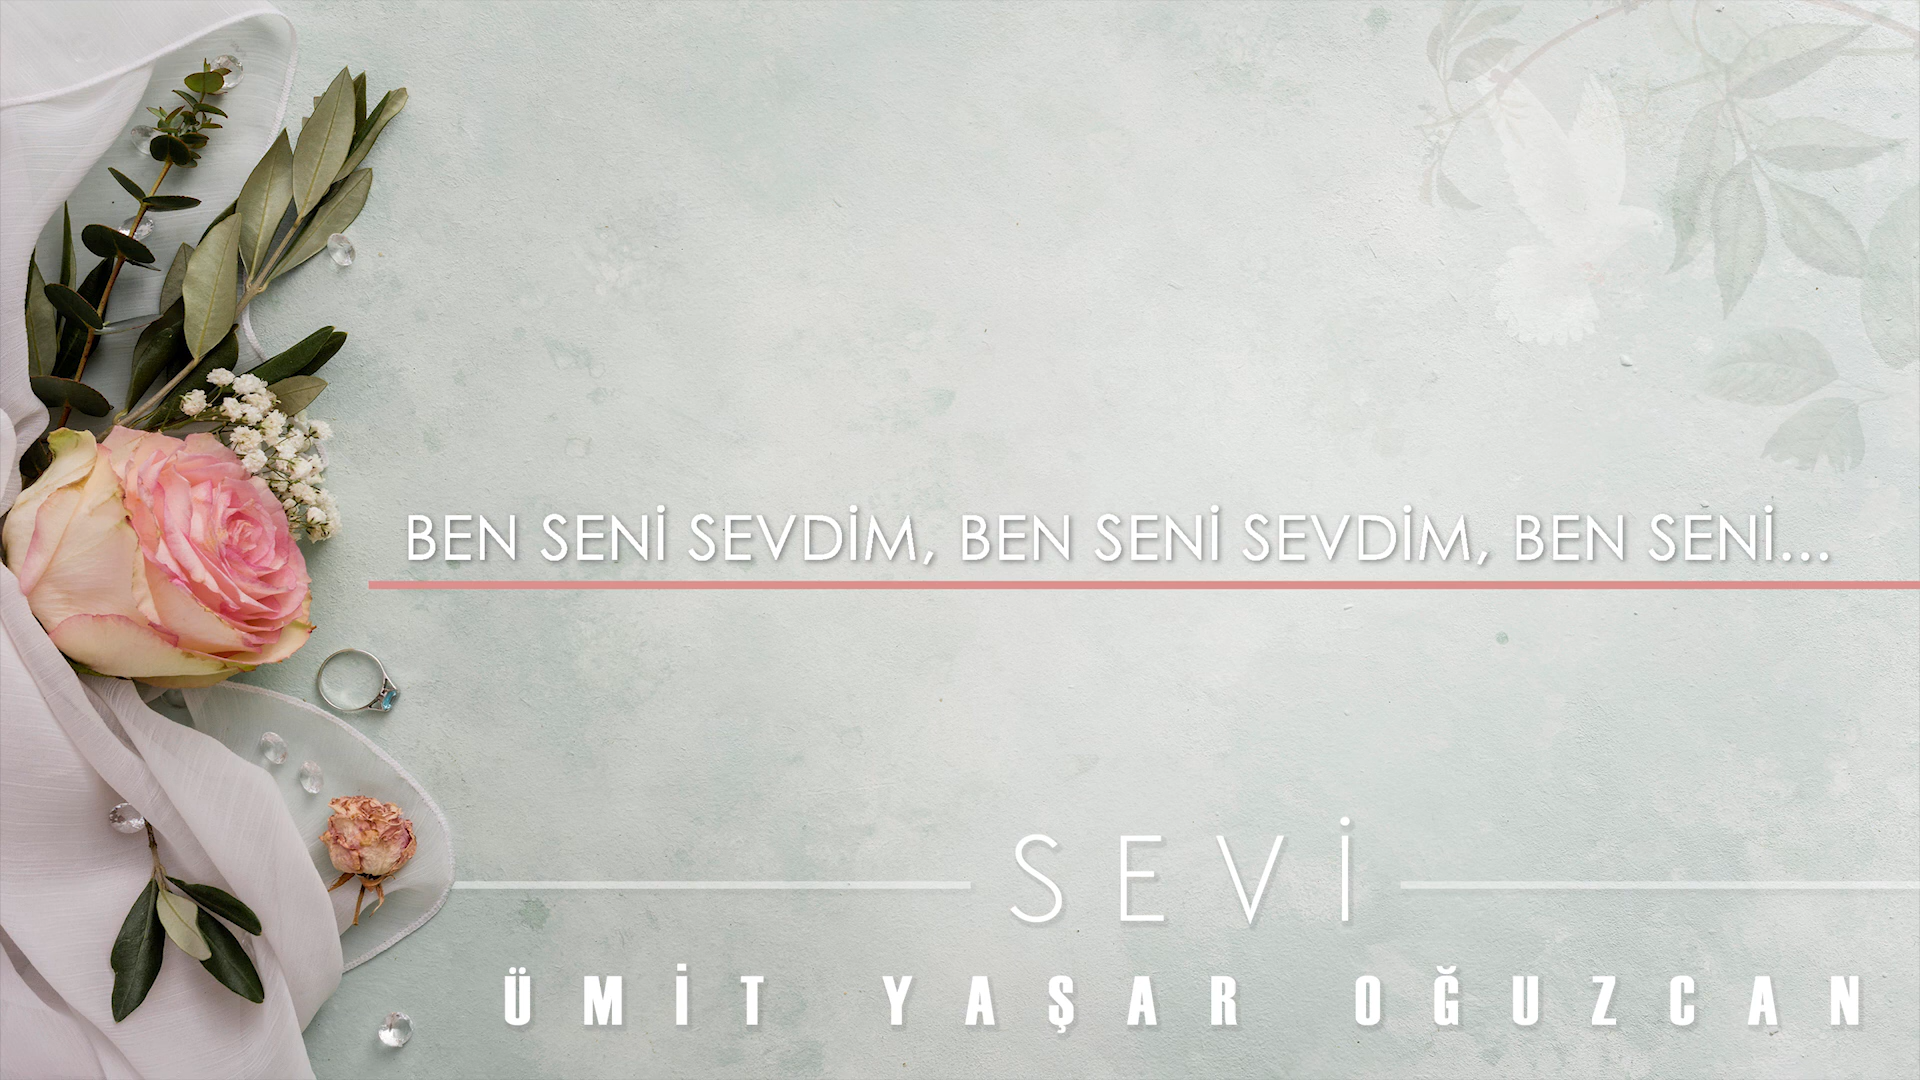 BEN SENİ SEVDİM, BEN SENİ SEVDİM, BEN SENİ...
SEVİ
ÜMİT YAŞAR OĞUZCAN